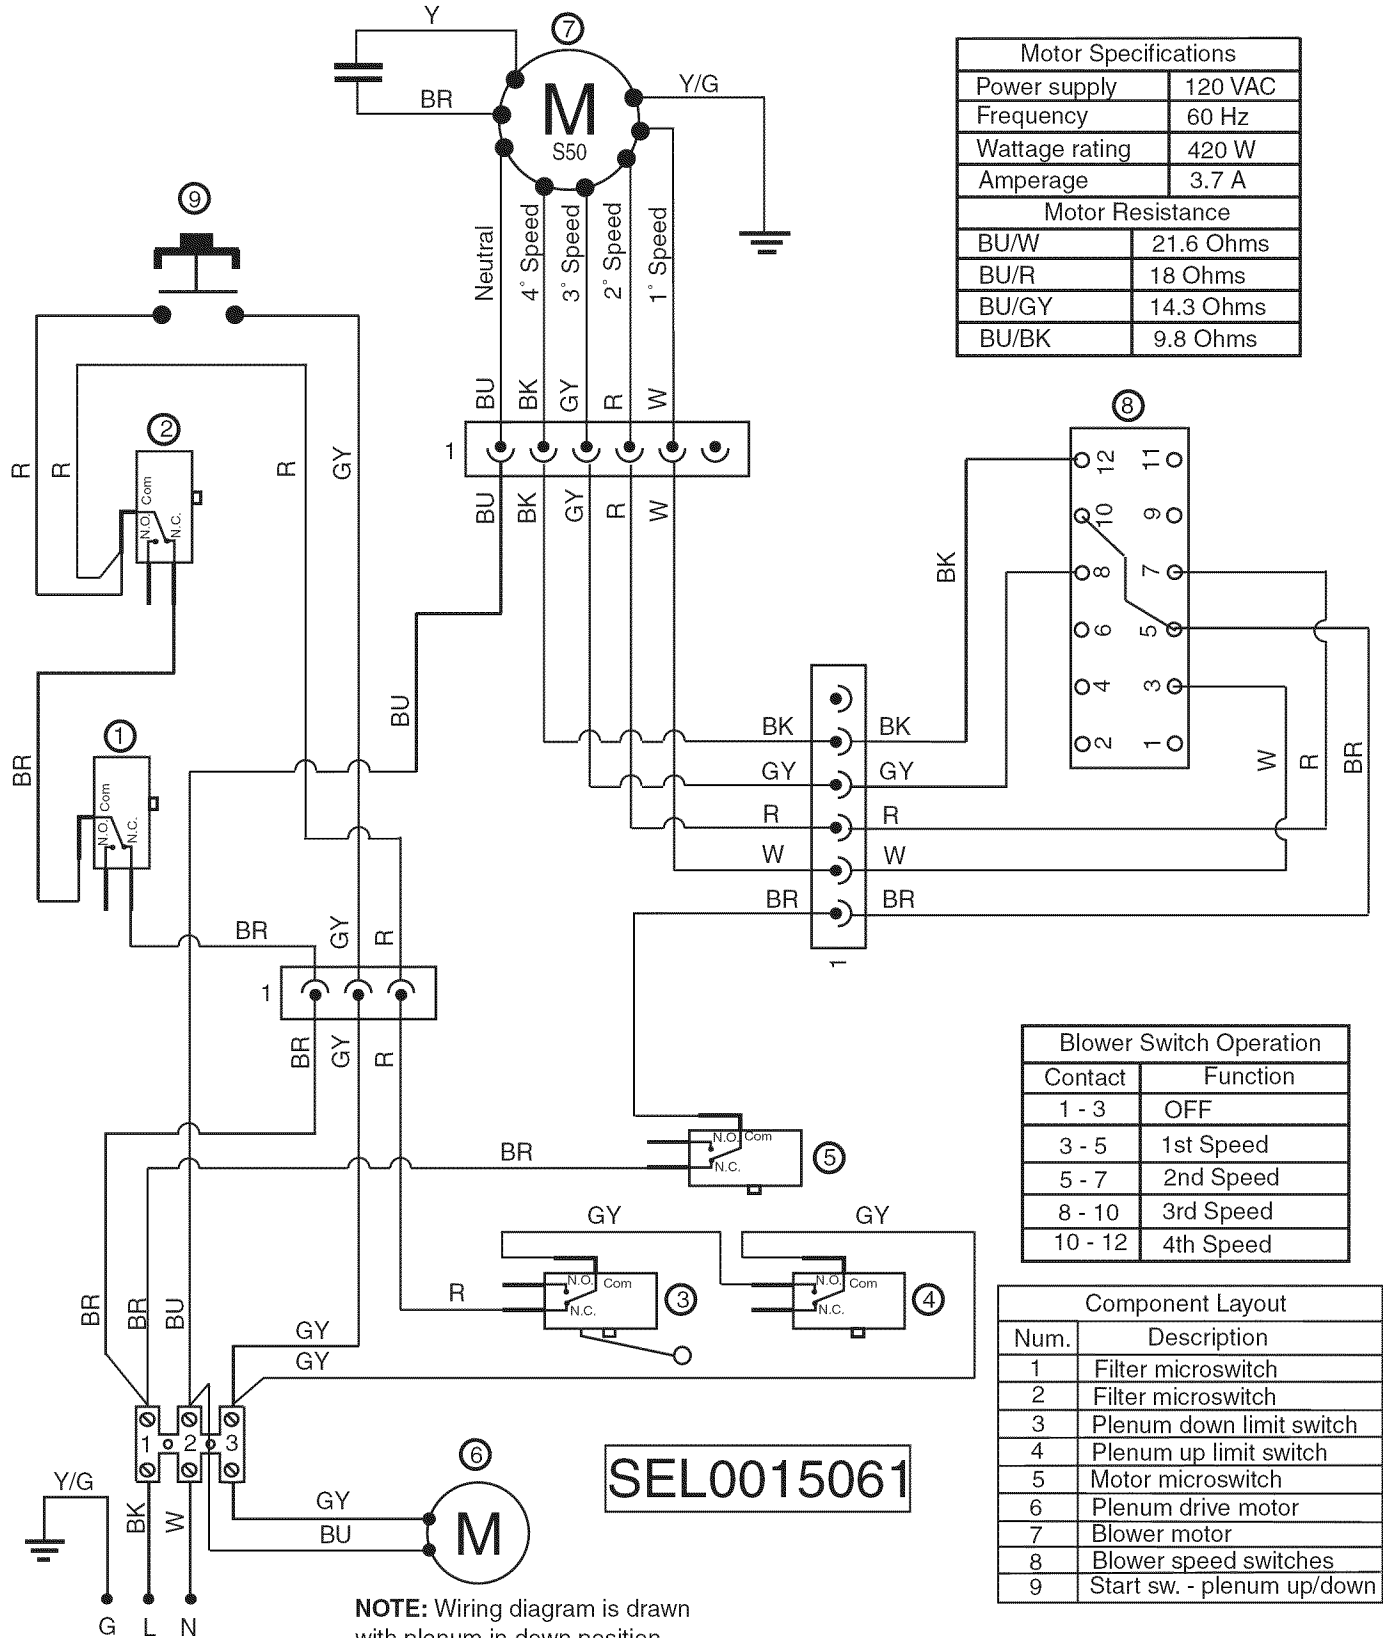 Y
7
BR
M
S50
Y/G
Motor Specifications
Power supply 120 VAC
Frequency 60 Hz
Wattage rating 420 W
Amperage 3.7 A
Motor Resistance
BU/W 21.6 Ohms
BU/R 18 Ohms
BU/GY 14.3 Ohms
BU/BK 9.8 Ohms
9
Neutral
4° Speed
3° Speed
2° Speed
1° Speed
BU BK GY R W
1
BU BK GY R W
R R R GY
2
Com
N.O.
N.C.
8
12 11
10 9
8 7
6 5
4 3
2 1
BK
BU
BR
1
Com
N.O.
N.C.
BK BK
GY GY
R R
W W
BR BR
1
W R BR
BR
GY R
1
BR GY R
BR
N.O. Com
N.C.
5
Blower Switch Operation
Contact Function
1 - 3 OFF
3 - 5 1st Speed
5 - 7 2nd Speed
8 - 10 3rd Speed
10 - 12 4th Speed
GY GY
R
N.O. Com
N.C.
3
N.O. Com
N.C.
4
BR BR BU
GY
GY
Component Layout
Num. Description
1 Filter microswitch
2 Filter microswitch
3 Plenum down limit switch
4 Plenum up limit switch
5 Motor microswitch
6 Plenum drive motor
7 Blower motor
8 Blower speed switches
9 Start sw. - plenum up/down
1 2 3
6
SEL0015061
Y/G
BK W
GY
BU
M
G L N
NOTE: Wiring diagram is drawn
with plenum in down position